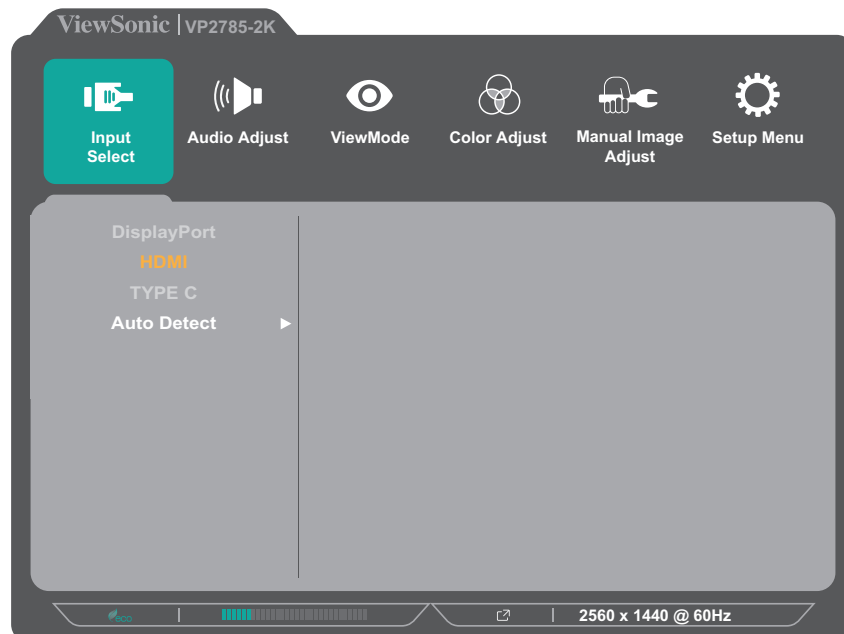 ViewSonic | VP2785-2K
Input
Select
Audio Adjust
ViewMode
Color Adjust
Manual Image
Adjust
Setup Menu
DisplayPort
HDMI
TYPE C
Auto Detect
eco
2560 x 1440 @ 60Hz